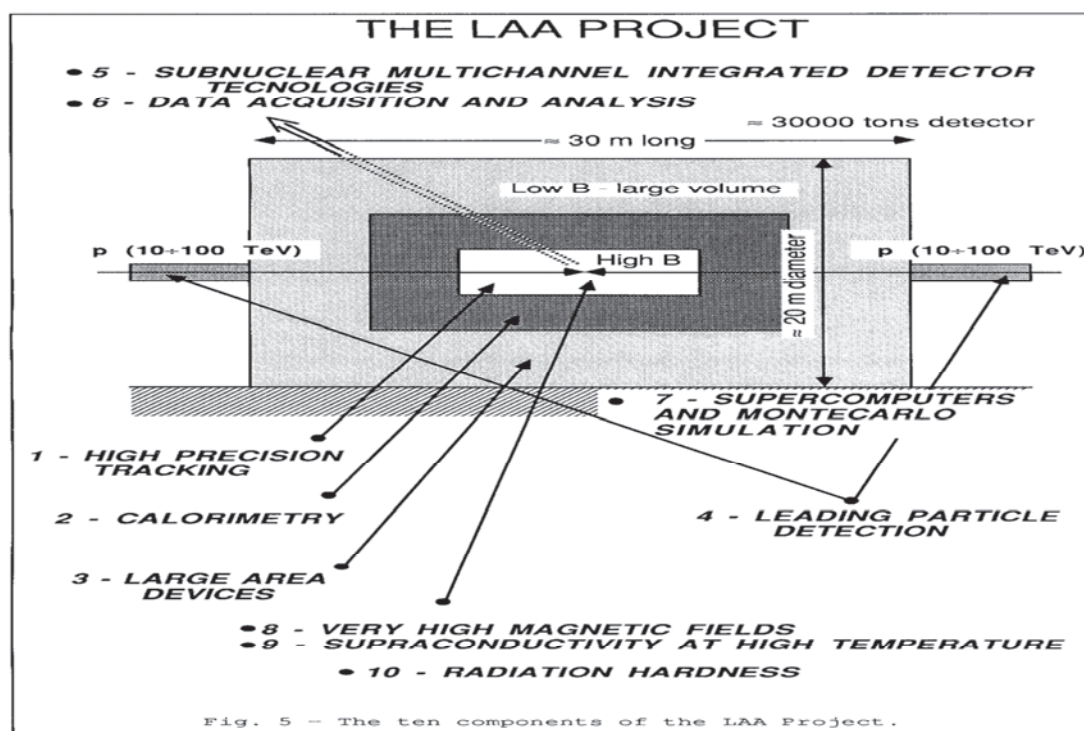 THE LAA PROJECT
• 5 - SUBNUCLEAR MULTICHANNEL INTEGRATED DETECTOR
TECNOLOGIES
• 6 - DATA ACQUISITION AND ANALYSIS
≈ 30000 tons detector
≈ 30 m long
Low B - large volume
p (10÷100 TeV)
High B
p (10÷100 TeV)
≈ 20 m diameter
• 7 - SUPERCOMPUTERS
AND MONTECARLO
SIMULATION
1 - HIGH PRECISION
TRACKING
2 - CALORIMETRY
4 - LEADING PARTICLE
DETECTION
3 - LARGE AREA
DEVICES
• 8 - VERY HIGH MAGNETIC FIELDS
• 9 - SUPRACONDUCTIVITY AT HIGH TEMPERATURE
• 10 - RADIATION HARDNESS
Fig. 5 - The ten components of the LAA Project.